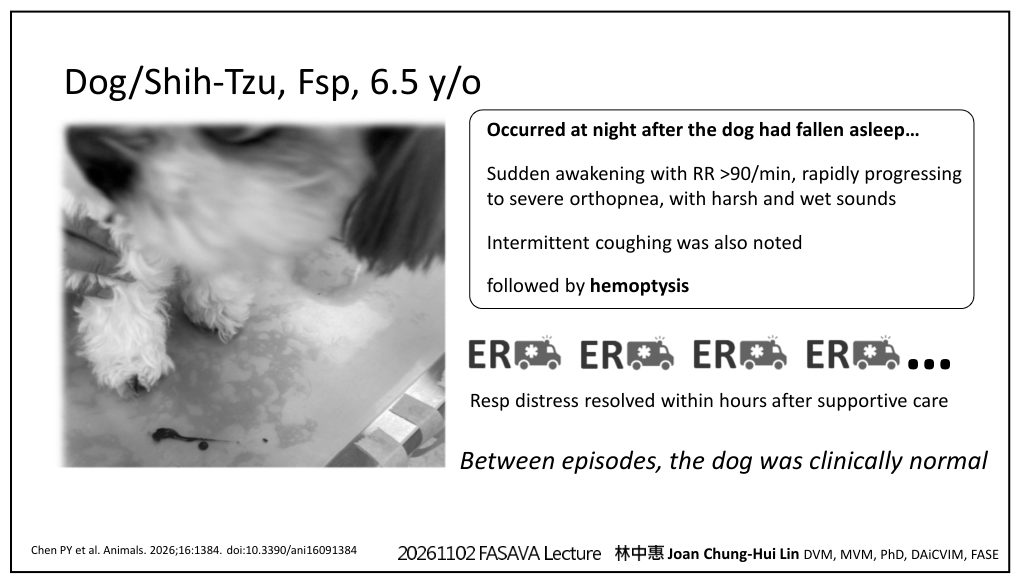 Dog/Shih-Tzu, Fsp, 6.5 y/o
Occurred at night after the dog had fallen asleep…
Sudden awakening with RR >90/min, rapidly progressing
to severe orthopnea, with harsh and wet sounds
Intermittent coughing was also noted
followed by hemoptysis
ER ER ER ER ...
Resp distress resolved within hours after supportive care
Between episodes, the dog was clinically normal
Chen PY et al. Animals. 2026;16:1384. doi:10.3390/ani16091384
20261102 FASAVA Lecture 林中惠 Joan Chung-Hui Lin DVM, MVM, PhD, DAiCVIM, FASE